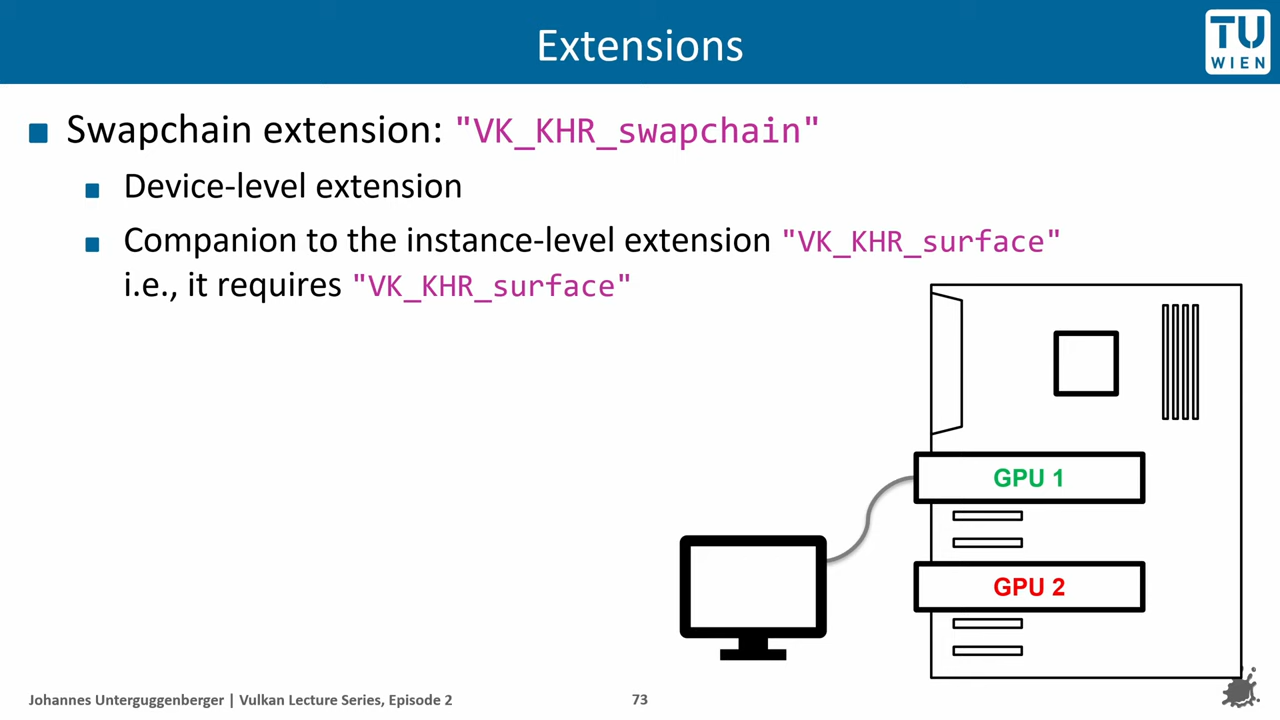 Extensions
TU
WIEN
Swapchain extension: "VK_KHR_swapchain"
Device-level extension
Companion to the instance-level extension "VK_KHR_surface"
i.e., it requires "VK_KHR_surface"
GPU 1
GPU 2
Johannes Unterguggenberger | Vulkan Lecture Series, Episode 2
73